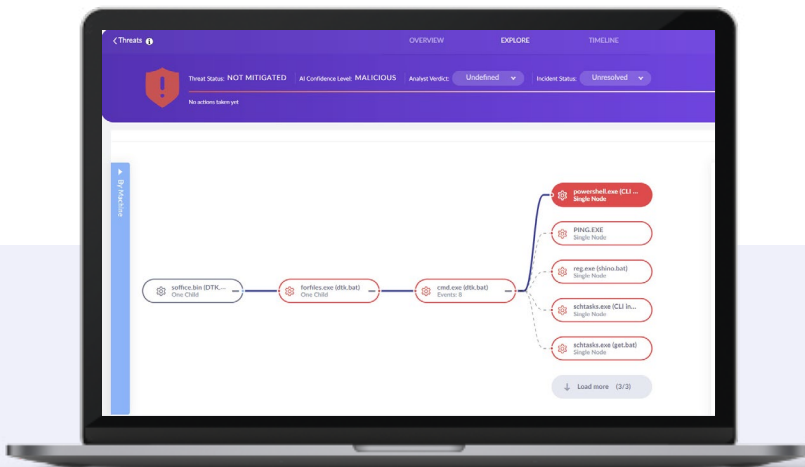 Threats
OVERVIEW
EXPLORE
TIMELINE
Threat Status: NOT MITIGATED
AI Confidence Level: MALICIOUS
Analyst Verdict: Undefined
Incident Status: Unresolved
No actions taken yet
By Machine
soffice.bin (DTK,...
One Child
forfiles.exe (dtk.bat)
One Child
cmd.exe (dtk.bat)
Events: 8
powershell.exe (CLI ...
Single Node
PING.EXE
Single Node
reg.exe (shino.bat)
Single Node
schtasks.exe (CLI in...
Single Node
schtasks.exe (get.bat)
Single Node
Load more (3/3)